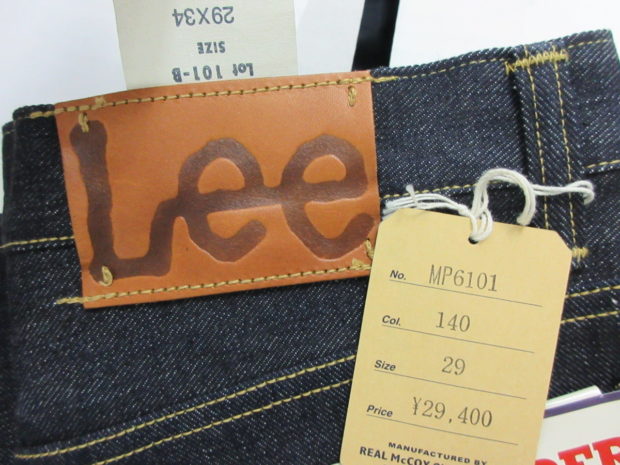 Lot 101-B
SIZE
29X34
Lee
No. MP6101
Col. 140
Size 29
Price ¥29,400
MANUFACTURED BY
REAL McCOY